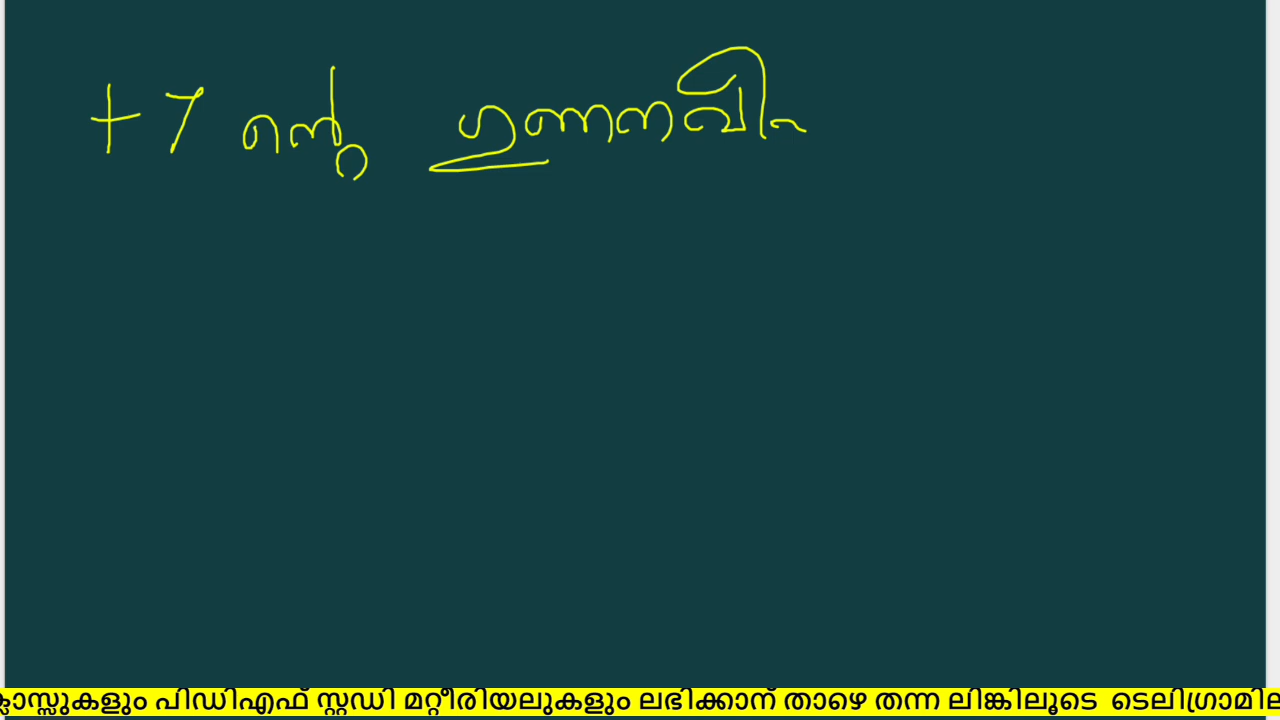 +7 ന്റെ ഗുണനവിപ
ക്ലാസ്സുകളും പിഡിഎഫ് സ്റ്റഡി മറ്റീരിയലുകളും ലഭിക്കാന് താഴെ തന്ന ലിങ്കിലൂടെ ടെലിഗ്രാമില